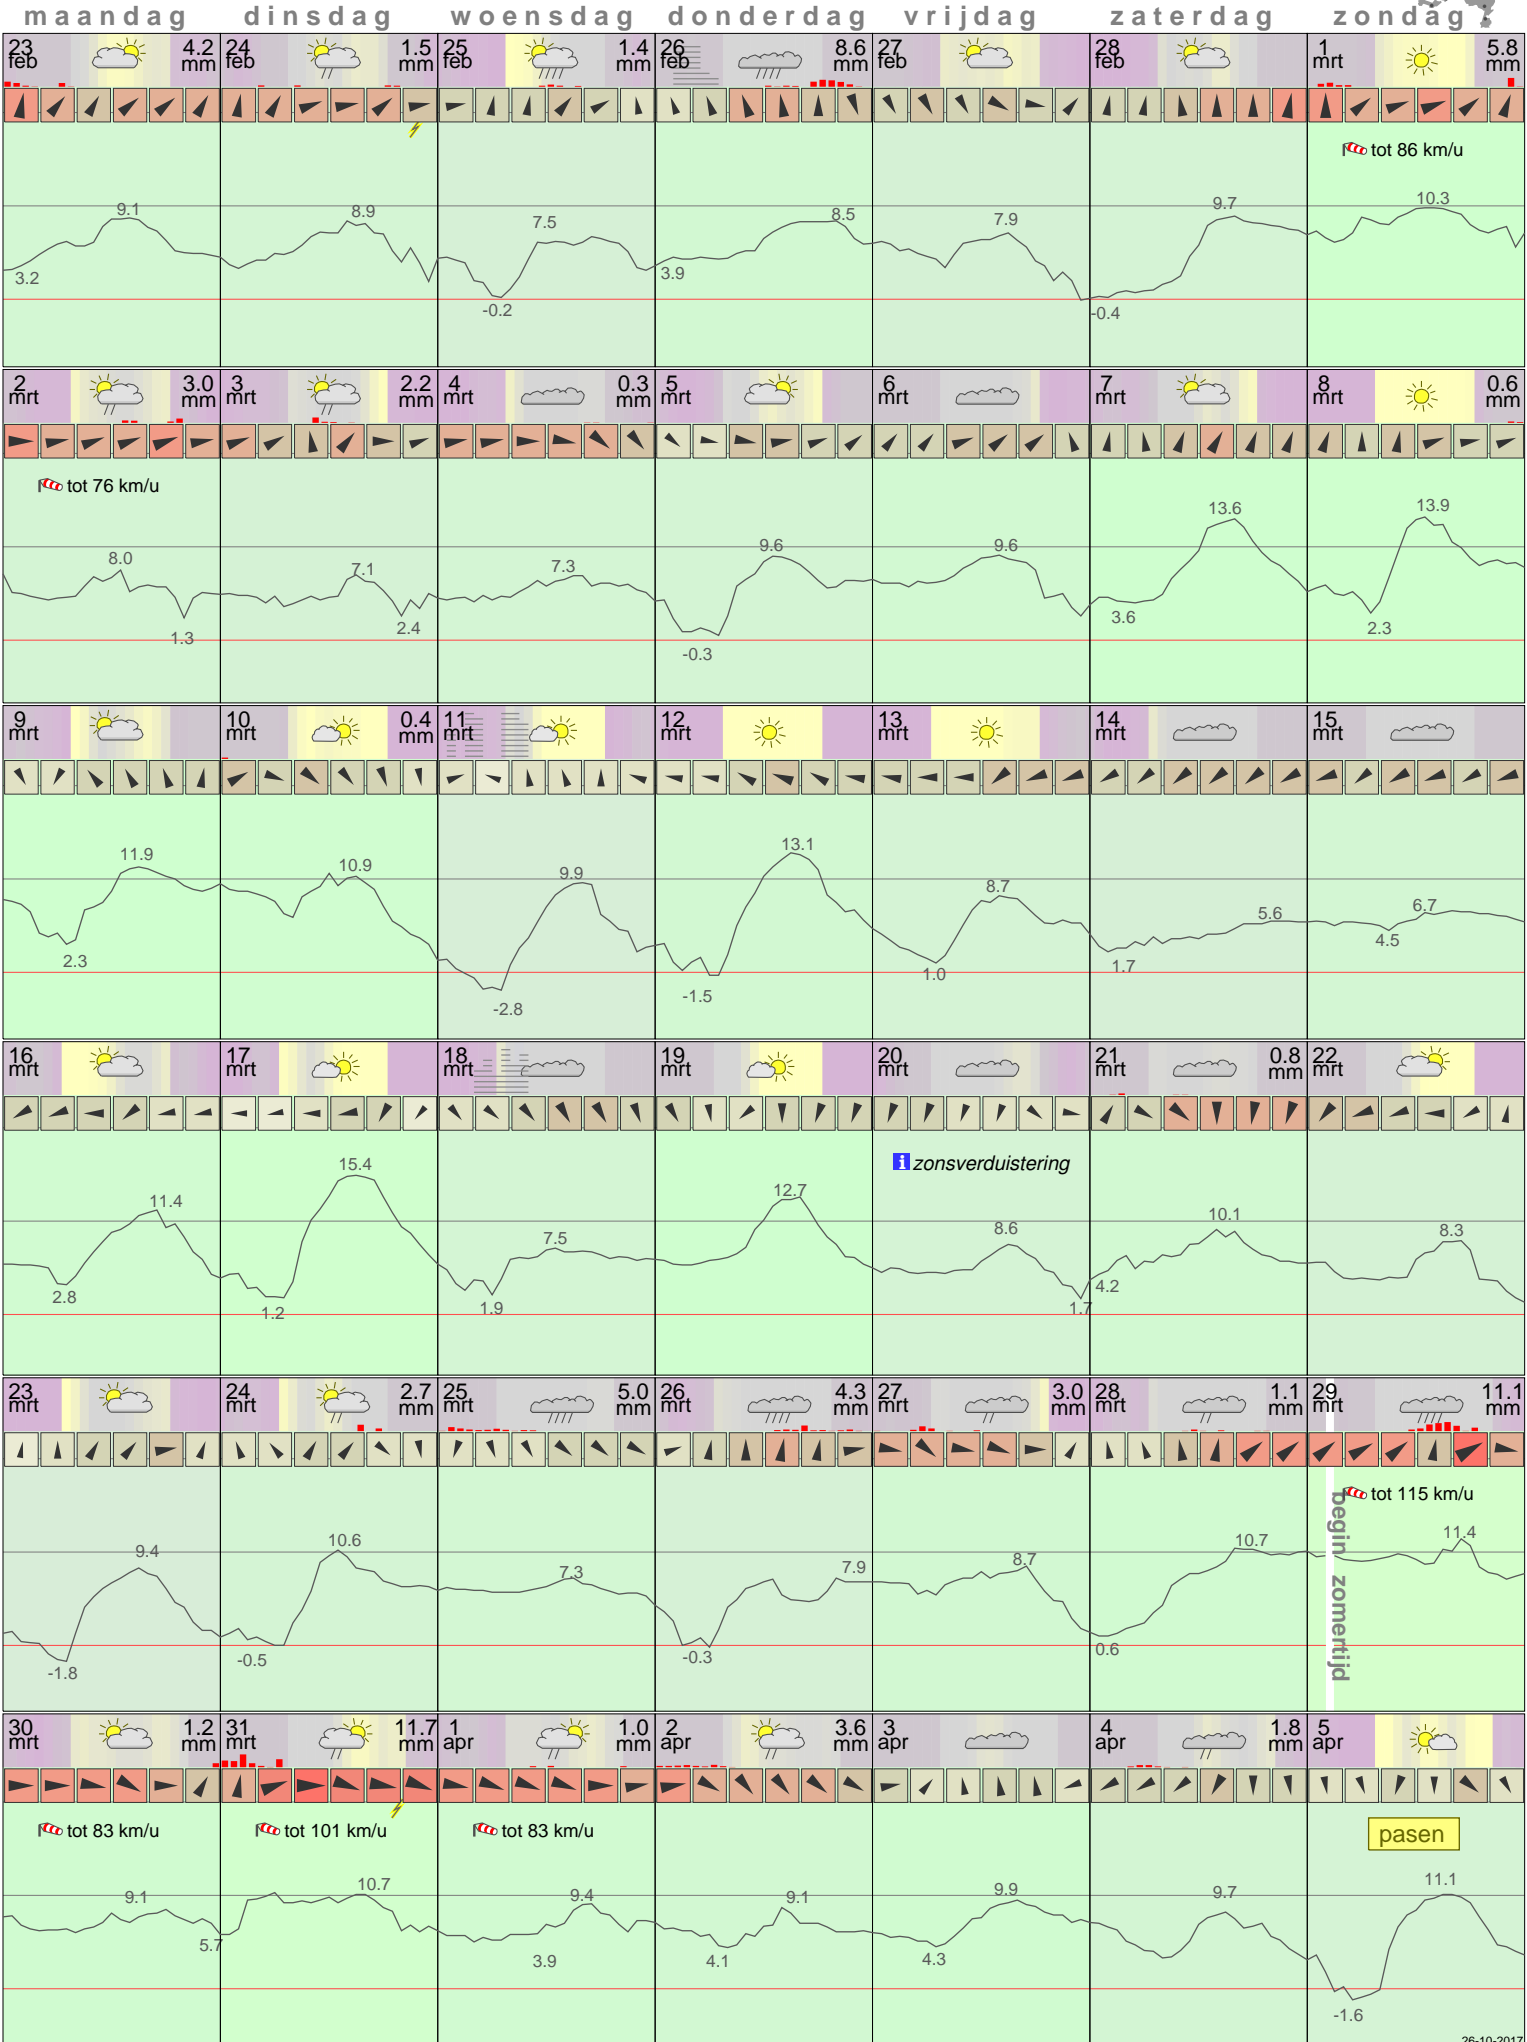 maandag dinsdag woensdag donderdag vrijdag zaterdag zondag
23 feb 4.2 mm 24 feb 1.5 mm 25 feb 1.4 mm 26 feb 8.6 mm 27 feb 28 feb 1 mrt 5.8 mm
tot 86 km/u
9.1 8.9 7.5 8.5 7.9 9.7 10.3
3.2 -0.2 3.9 -0.4
2 mrt 3.0 mm 3 mrt 2.2 mm 4 mrt 0.3 mm 5 mrt 6 mrt 7 mrt 8 mrt 0.6 mm
tot 76 km/u
8.0 7.1 7.3 9.6 9.6 13.6 13.9
1.3 2.4 -0.3 3.6 2.3
9 mrt 10 mrt 0.4 mm 11 mrt 12 mrt 13 mrt 14 mrt 15 mrt
11.9 10.9 9.9 13.1 8.7 5.6 6.7
2.3 -2.8 -1.5 1.0 1.7 4.5
16 mrt 17 mrt 18 mrt 19 mrt 20 mrt 21 mrt 0.8 mm 22 mrt
zonsverduistering
11.4 15.4 7.5 12.7 8.6 10.1 8.3
2.8 1.2 1.9 1.7 4.2
23 mrt 24 mrt 2.7 mm 25 mrt 5.0 mm 26 mrt 4.3 mm 27 mrt 3.0 mm 28 mrt 1.1 mm 29 mrt 11.1 mm
tot 115 km/u
begin zomertijd
9.4 10.6 7.3 7.9 8.7 10.7 11.4
-1.8 -0.5 -0.3 0.6
30 mrt 1.2 mm 31 mrt 11.7 mm 1 apr 1.0 mm 2 apr 3.6 mm 3 apr 4 apr 1.8 mm 5 apr
tot 83 km/u tot 101 km/u tot 83 km/u pasen
9.1 10.7 9.4 9.1 9.9 9.7 11.1
5.7 3.9 4.1 4.3 -1.6
26-10-2017